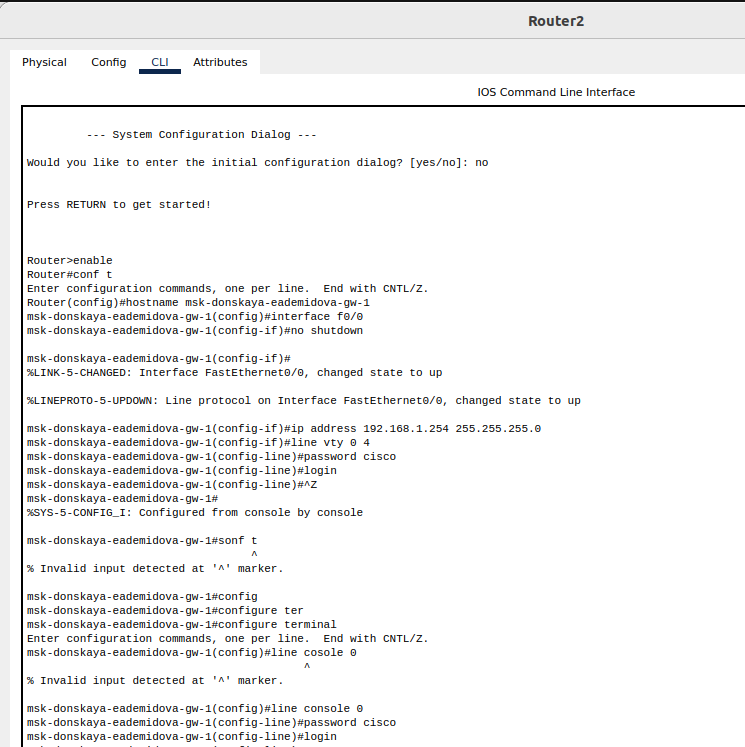 Router2
Physical Config CLI Attributes
IOS Command Line Interface
--- System Configuration Dialog ---
Would you like to enter the initial configuration dialog? [yes/no]: no
Press RETURN to get started!
Router>enable
Router#conf t
Enter configuration commands, one per line.  End with CNTL/Z.
Router(config)#hostname msk-donskaya-eademidova-gw-1
msk-donskaya-eademidova-gw-1(config)#interface f0/0
msk-donskaya-eademidova-gw-1(config-if)#no shutdown
msk-donskaya-eademidova-gw-1(config-if)#
%LINK-5-CHANGED: Interface FastEthernet0/0, changed state to up
%LINEPROTO-5-UPDOWN: Line protocol on Interface FastEthernet0/0, changed state to up
msk-donskaya-eademidova-gw-1(config-if)#ip address 192.168.1.254 255.255.255.0
msk-donskaya-eademidova-gw-1(config-if)#line vty 0 4
msk-donskaya-eademidova-gw-1(config-line)#password cisco
msk-donskaya-eademidova-gw-1(config-line)#login
msk-donskaya-eademidova-gw-1(config-line)#^Z
msk-donskaya-eademidova-gw-1#
%SYS-5-CONFIG_I: Configured from console by console
msk-donskaya-eademidova-gw-1#sonf t
^
% Invalid input detected at '^' marker.
msk-donskaya-eademidova-gw-1#config
msk-donskaya-eademidova-gw-1#configure ter
msk-donskaya-eademidova-gw-1#configure terminal
Enter configuration commands, one per line.  End with CNTL/Z.
msk-donskaya-eademidova-gw-1(config)#line cosole 0
^
% Invalid input detected at '^' marker.
msk-donskaya-eademidova-gw-1(config)#line console 0
msk-donskaya-eademidova-gw-1(config-line)#password cisco
msk-donskaya-eademidova-gw-1(config-line)#login